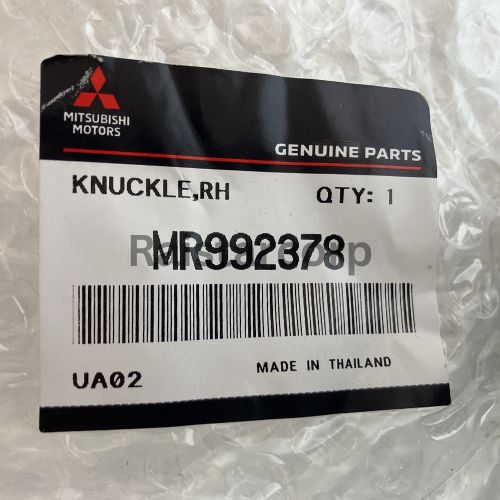 MITSUBISHI
MOTORS
GENUINE PARTS
KNUCKLE,RH QTY: 1
MR992378
UA02 MADE IN THAILAND